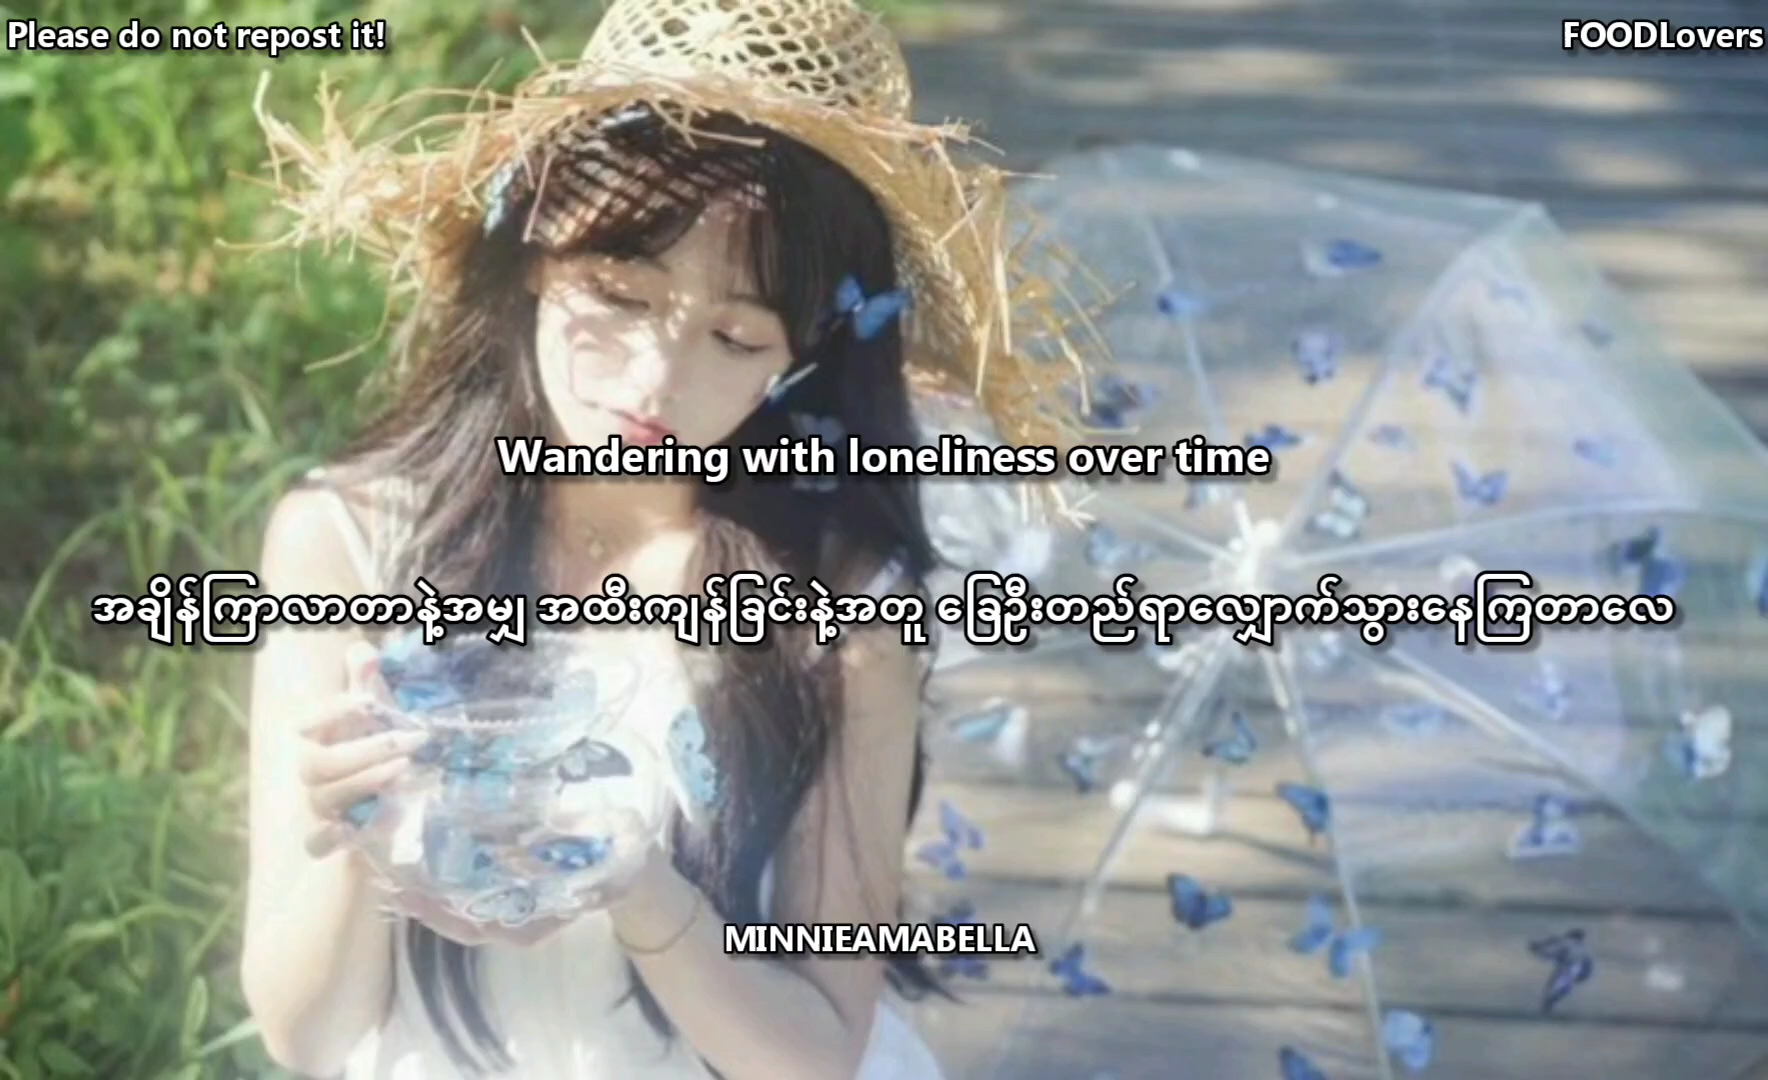 Please do not repost it!
FOODLovers
Wandering with loneliness over time
အချိန်ကြာလာတာနဲ့အမျှ အထီးကျန်ခြင်းနဲ့အတူ ခြေဦးတည်ရာလျှောက်သွားနေကြတာလေ
MINNIEAMABELLA